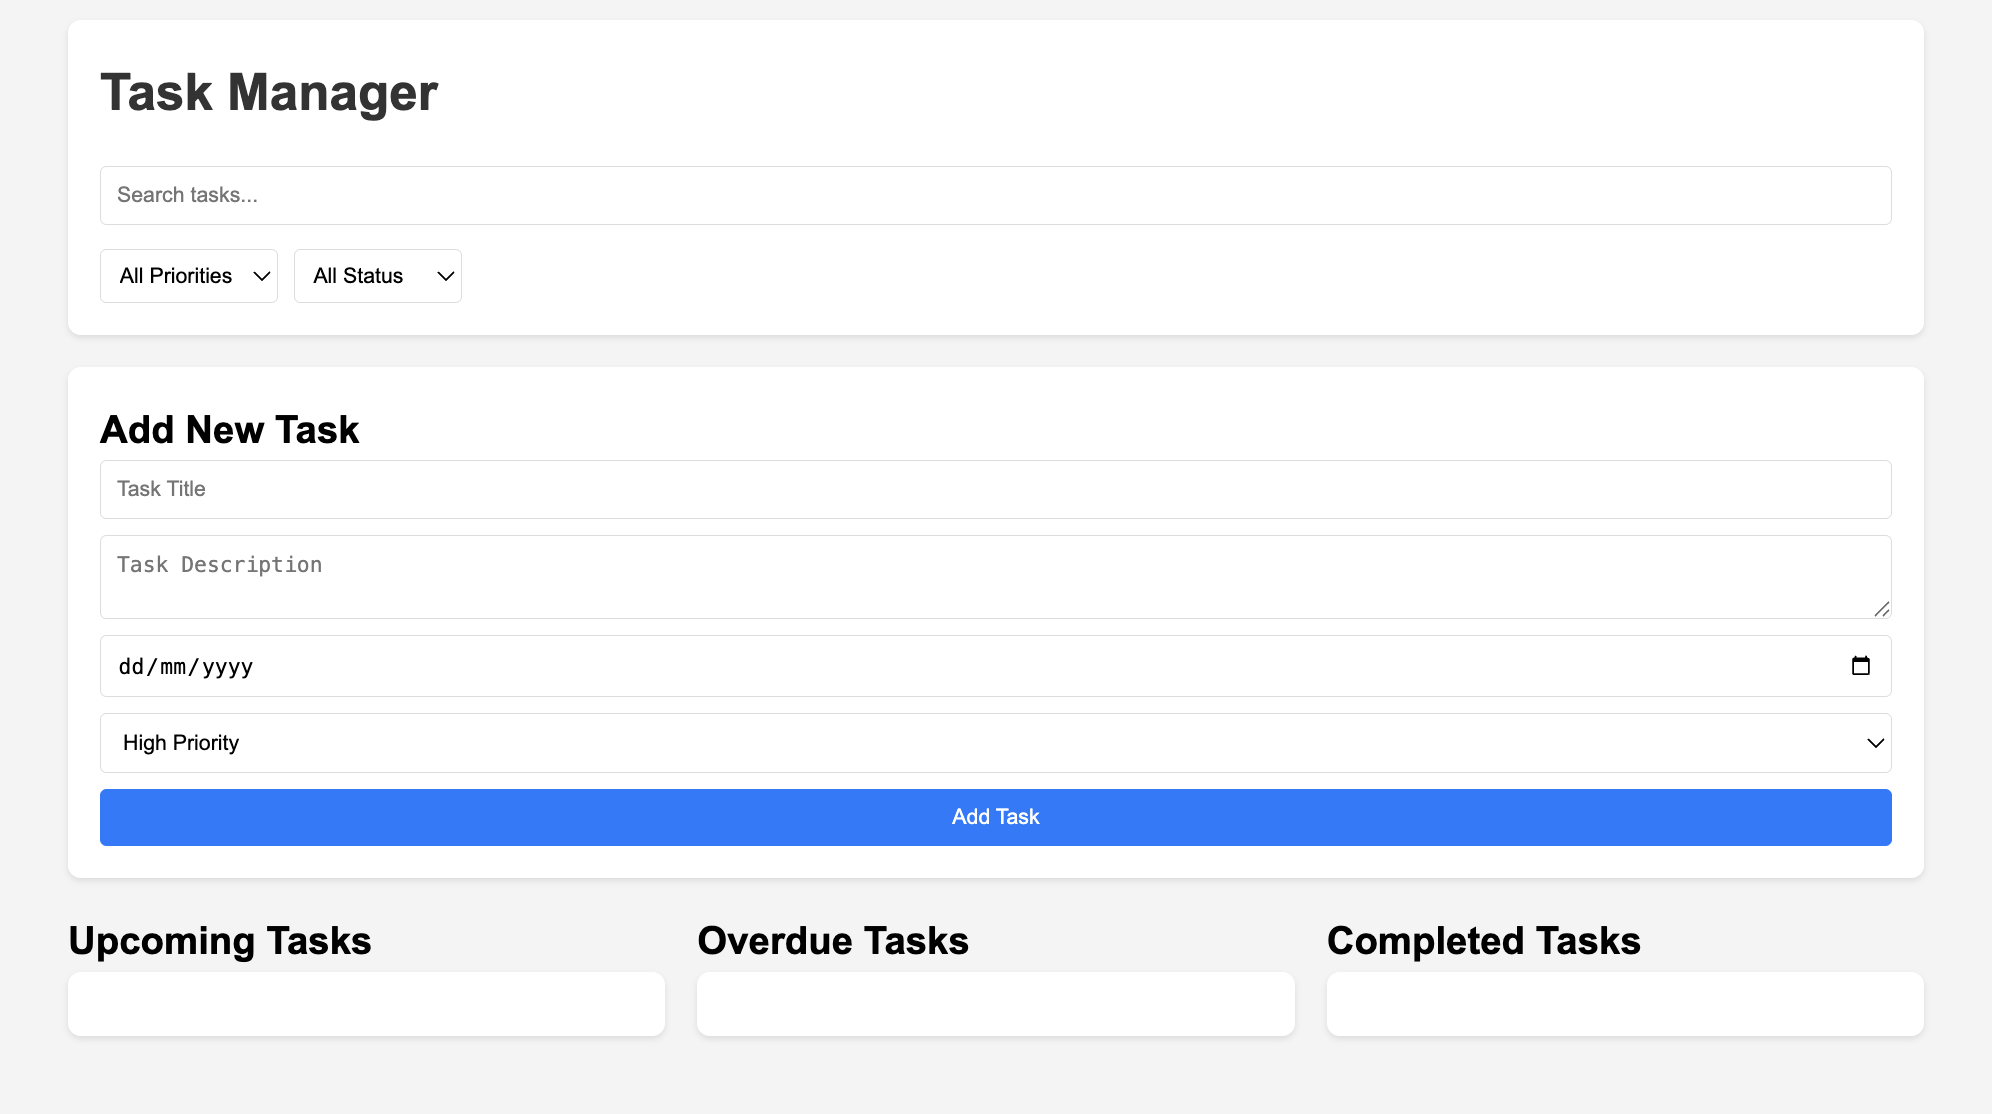 Task Manager
Search tasks...
All Priorities All Status
Add New Task
Task Title
Task Description
dd/mm/yyyy
High Priority
Add Task
Upcoming Tasks Overdue Tasks Completed Tasks